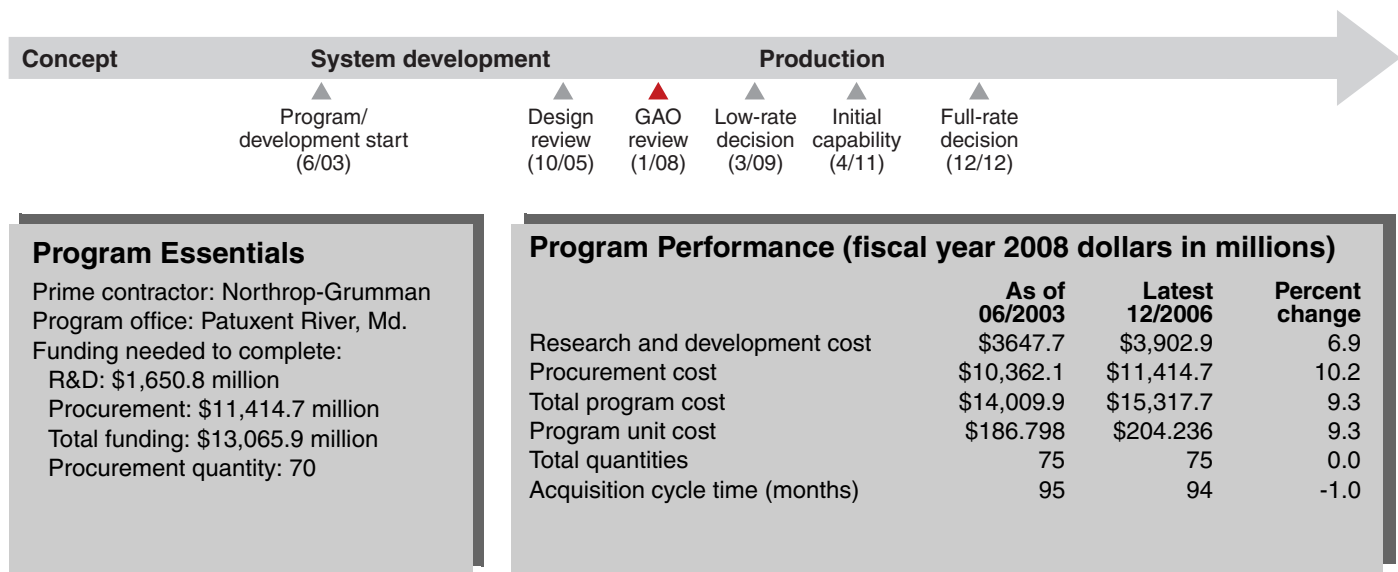 Concept System development Production
Program/ development start (6/03)
Design review (10/05)
GAO review (1/08)
Low-rate decision (3/09)
Initial capability (4/11)
Full-rate decision (12/12)
Program Essentials
Prime contractor: Northrop-Grumman
Program office: Patuxent River, Md.
Funding needed to complete:
R&D: $1,650.8 million
Procurement: $11,414.7 million
Total funding: $13,065.9 million
Procurement quantity: 70
Program Performance (fiscal year 2008 dollars in millions)
As of 06/2003 Latest 12/2006 Percent change
Research and development cost $3647.7 $3,902.9 6.9
Procurement cost $10,362.1 $11,414.7 10.2
Total program cost $14,009.9 $15,317.7 9.3
Program unit cost $186.798 $204.236 9.3
Total quantities 75 75 0.0
Acquisition cycle time (months) 95 94 -1.0